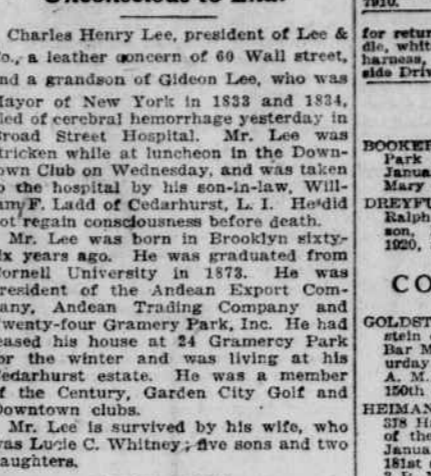 Charles Henry Lee, president of Lee &
o., a leather concern of 60 Wall street,
nd a grandson of Gideon Lee, who was
Mayor of New York in 1833 and 1834,
ied of cerebral hemorrhage yesterday in
Broad Street Hospital. Mr. Lee was
tricken while at luncheon in the Down-
own Club on Wednesday, and was taken
o the hospital by his son-in-law, Will-
am F. Ladd of Cedarhurst, L. I. He did
ot regain consciousness before death.
Mr. Lee was born in Brooklyn sixty-
ix years ago. He was graduated from
Cornell University in 1873. He was
resident of the Andean Export Com-
any, Andean Trading Company and
wenty-four Gramery Park, Inc. He had
eased his house at 24 Gramercy Park
or the winter and was living at his
edarhurst estate. He was a member
f the Century, Garden City Golf and
Downtown clubs.
Mr. Lee is survived by his wife, who
as Lucie C. Whitney; five sons and two
aughters.
1910.
for retur
die, whit
harness,
side Driv
BOOKER
Park
Janua
Mary
DREYFU
Ralph
son,
1920,
CO
GOLDST
stein
Bar M
urday
A. M.
150th
HEIMAN
318 H
of the
Janua
181st